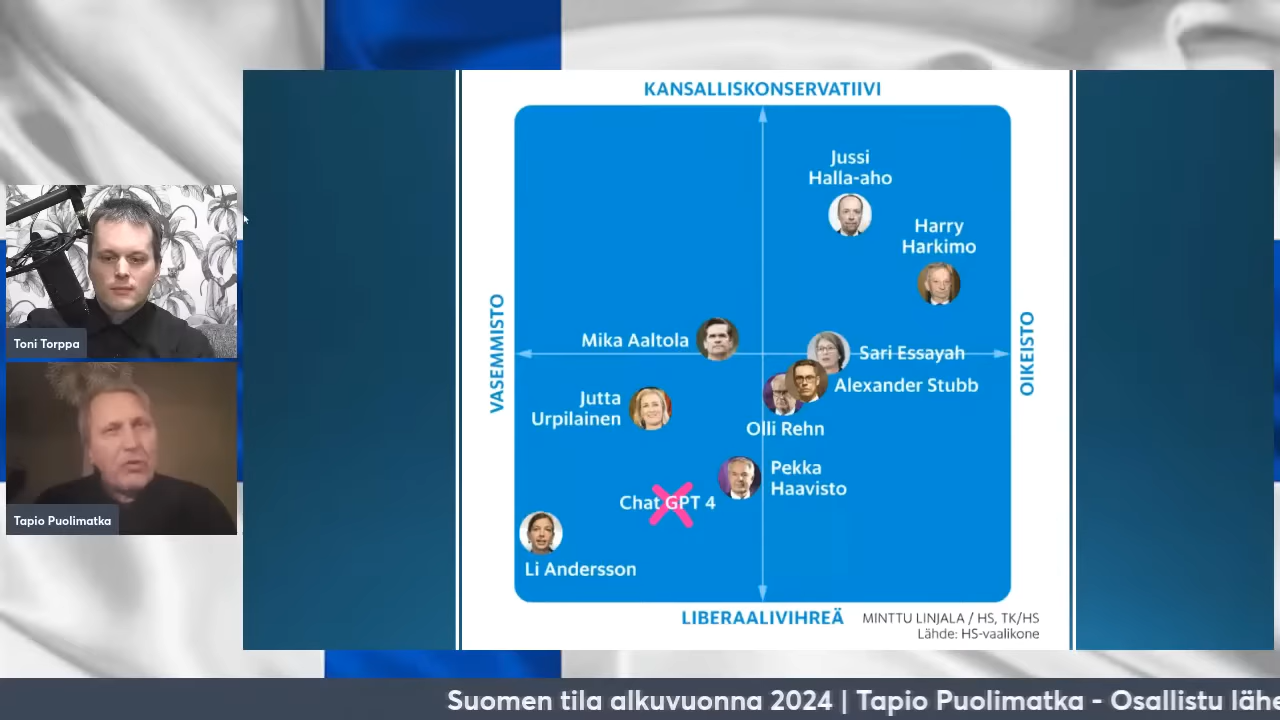 KANSALLISKONSERVATIIVI
Jussi
Halla-aho
Harry
Harkimo
VASEMMISTO
OIKEISTO
Mika Aaltola
Sari Essayah
Alexander Stubb
Jutta
Urpilainen
Olli Rehn
Pekka
Haavisto
Chat GPT 4
Li Andersson
LIBERAALIVIHREÄ
MINTTU LINJALA / HS, TK/HS
Lähde: HS-vaalikone
Toni Torppa
Tapio Puolimatka
Suomen tila alkuvuonna 2024 | Tapio Puolimatka - Osallistu lähe